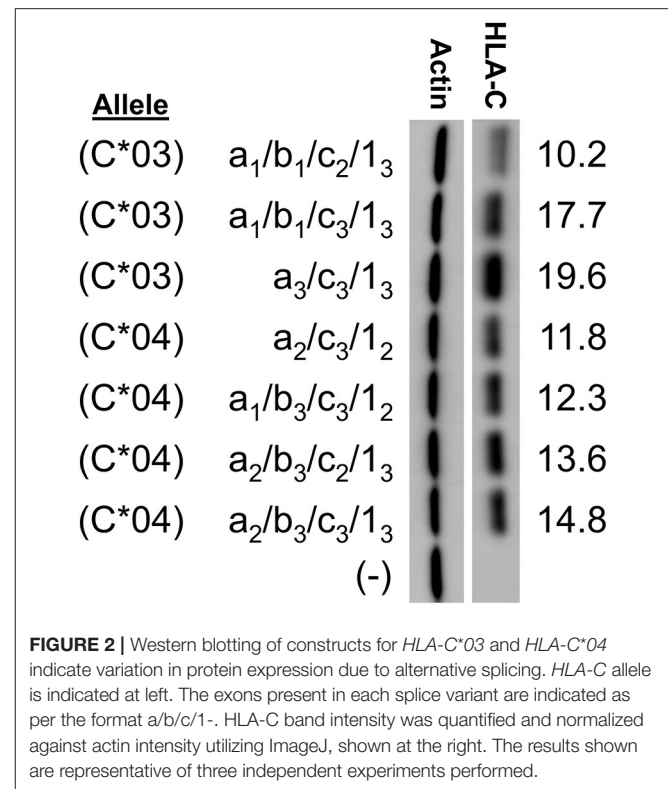 Actin HLA-C
Allele
(C*03) a₁/b₁/c₂/1₃ 10.2
(C*03) a₁/b₁/c₃/1₃ 17.7
(C*03) a₃/c₃/1₃ 19.6
(C*04) a₂/c₃/1₂ 11.8
(C*04) a₁/b₃/c₃/1₂ 12.3
(C*04) a₂/b₃/c₂/1₃ 13.6
(C*04) a₂/b₃/c₃/1₃ 14.8
(-)
FIGURE 2 | Western blotting of constructs for HLA-C*03 and HLA-C*04
indicate variation in protein expression due to alternative splicing. HLA-C allele
is indicated at left. The exons present in each splice variant are indicated as
per the format a/b/c/1-. HLA-C band intensity was quantified and normalized
against actin intensity utilizing ImageJ, shown at the right. The results shown
are representative of three independent experiments performed.